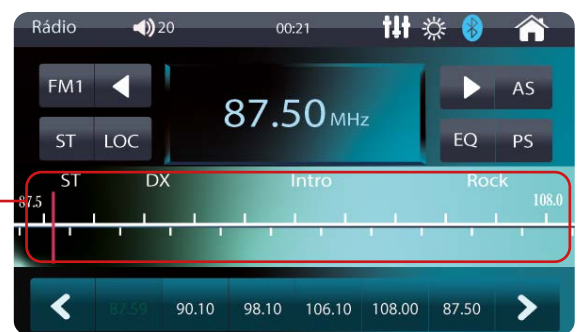 Rádio 20 00:21
FM1 87.50 MHz AS
ST LOC EQ PS
ST DX Intro Rock
87.5 108.0
87.59 90.10 98.10 106.10 108.00 87.50